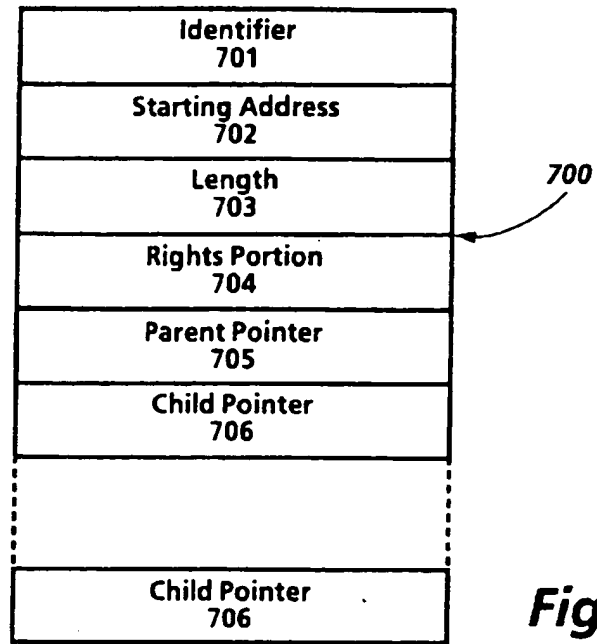 Identifier
701
Starting Address
702
Length
703
700
Rights Portion
704
Parent Pointer
705
Child Pointer
706
Child Pointer
706
Fig